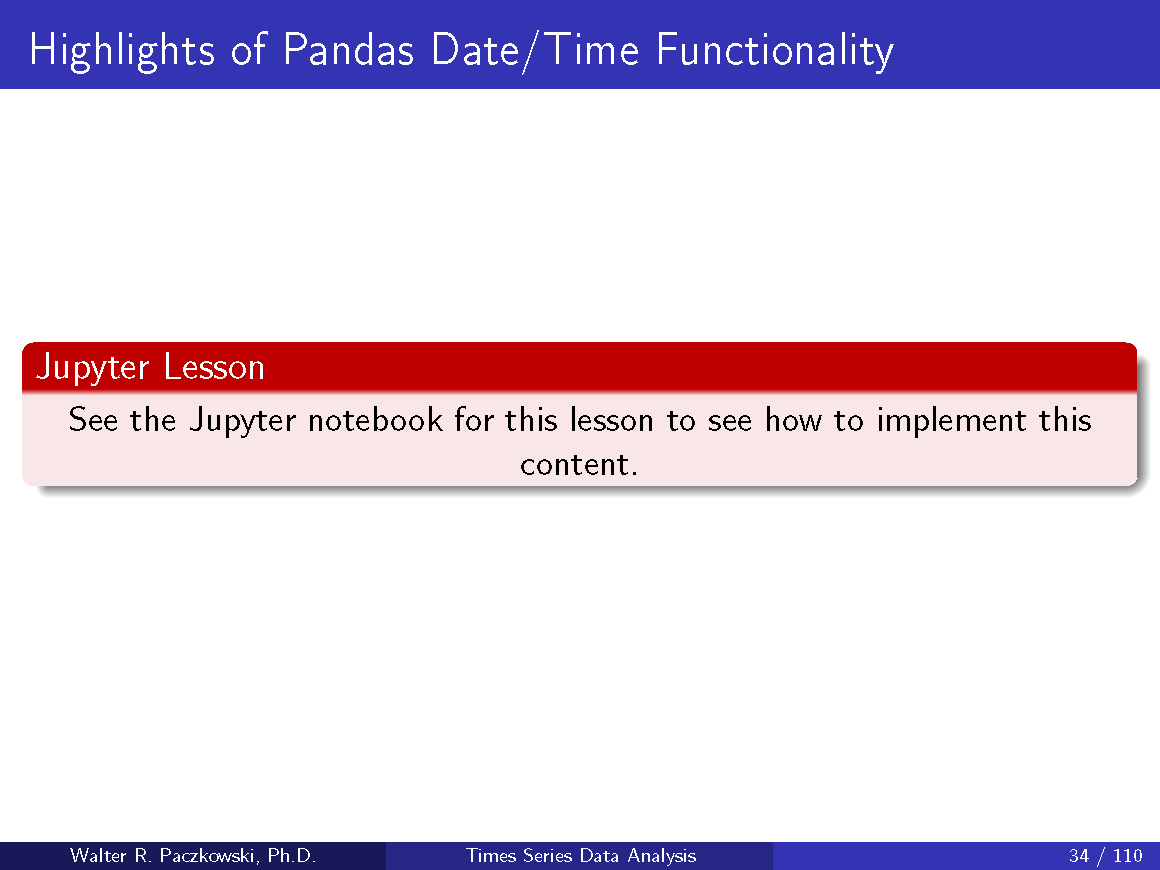 Highlights of Pandas Date/Time Functionality
Jupyter Lesson
See the Jupyter notebook for this lesson to see how to implement this
content.
Walter R. Paczkowski, Ph.D.
Times Series Data Analysis
34 / 110